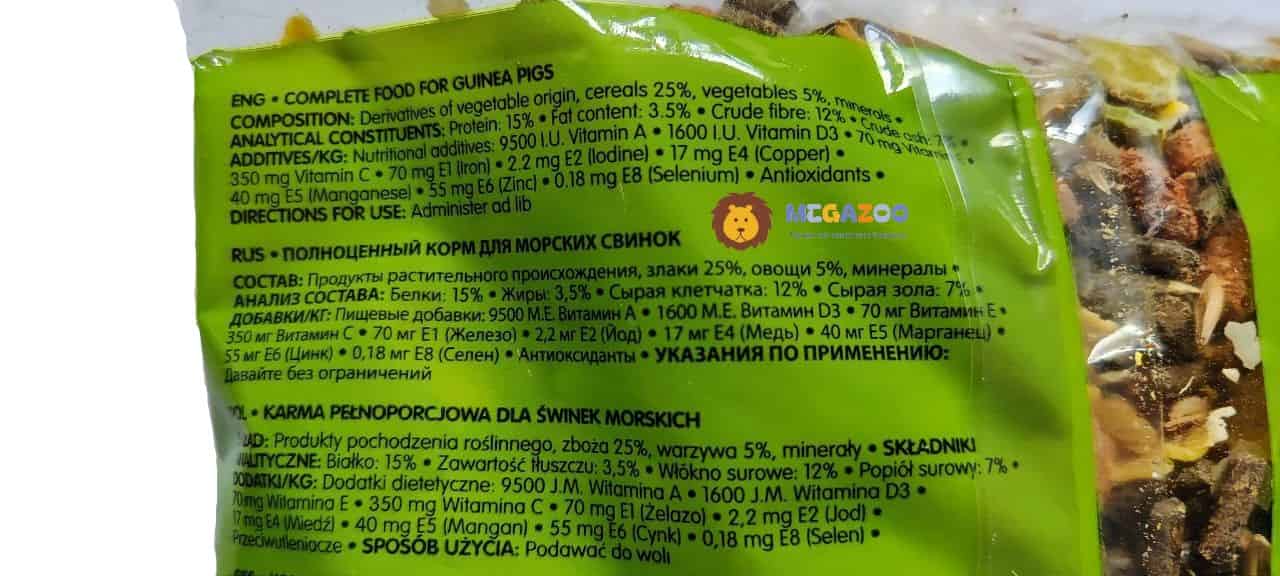 ENG • COMPLETE FOOD FOR GUINEA PIGS
COMPOSITION: Derivatives of vegetable origin, cereals 25%, vegetables 5%, minerals •
ANALYTICAL CONSTITUENTS: Protein: 15% • Fat content: 3.5% • Crude fibre: 12% • Crude ash: 7% •
ADDITIVES/KG: Nutritional additives: 9500 I.U. Vitamin A • 1600 I.U. Vitamin D3 • 70 mg Vitamin E •
350 mg Vitamin C • 70 mg E1 (Iron) • 2.2 mg E2 (Iodine) • 17 mg E4 (Copper) •
40 mg E5 (Manganese) • 55 mg E6 (Zinc) • 0.18 mg E8 (Selenium) • Antioxidants •
DIRECTIONS FOR USE: Administer ad lib
MEGAZOO
RUS • ПОЛНОЦЕННЫЙ КОРМ ДЛЯ МОРСКИХ СВИНОК
СОСТАВ: Продукты растительного происхождения, злаки 25%, овощи 5%, минералы •
АНАЛИЗ СОСТАВА: Белки: 15% • Жиры: 3,5% • Сырая клетчатка: 12% • Сырая зола: 7% •
ДОБАВКИ/КГ: Пищевые добавки: 9500 М.Е. Витамин А • 1600 М.Е. Витамин D3 • 70 мг Витамин Е •
350 мг Витамин С • 70 мг Е1 (Железо) • 2,2 мг Е2 (Йод) • 17 мг Е4 (Медь) • 40 мг Е5 (Марганец) •
55 мг Е6 (Цинк) • 0,18 мг Е8 (Селен) • Антиоксиданты • УКАЗАНИЯ ПО ПРИМЕНЕНИЮ:
Давайте без ограничений
POL • KARMA PEŁNOPORCJOWA DLA ŚWINEK MORSKICH
SKŁAD: Produkty pochodzenia roślinnego, zboża 25%, warzywa 5%, minerały • SKŁADNIKI
ANALITYCZNE: Białko: 15% • Zawartość tłuszczu: 3,5% • Włókno surowe: 12% • Popiół surowy: 7% •
DODATKI/KG: Dodatki dietetyczne: 9500 J.M. Witamina A • 1600 J.M. Witamina D3 •
70 mg Witamina E • 350 mg Witamina C • 70 mg E1 (Żelazo) • 2,2 mg E2 (Jod) •
17 mg E4 (Miedź) • 40 mg E5 (Mangan) • 55 mg E6 (Cynk) • 0,18 mg E8 (Selen) •
Przeciwutleniacze • SPOSÓB UŻYCIA: Podawać do woli